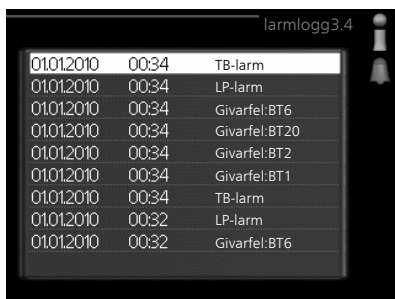 larmlogg3.4
01.01.2010 00:34 TB-larm
01.01.2010 00:34 LP-larm
01.01.2010 00:34 Givarfel:BT6
01.01.2010 00:34 Givarfel:BT20
01.01.2010 00:34 Givarfel:BT2
01.01.2010 00:34 Givarfel:BT1
01.01.2010 00:34 TB-larm
01.01.2010 00:32 LP-larm
01.01.2010 00:32 Givarfel:BT6